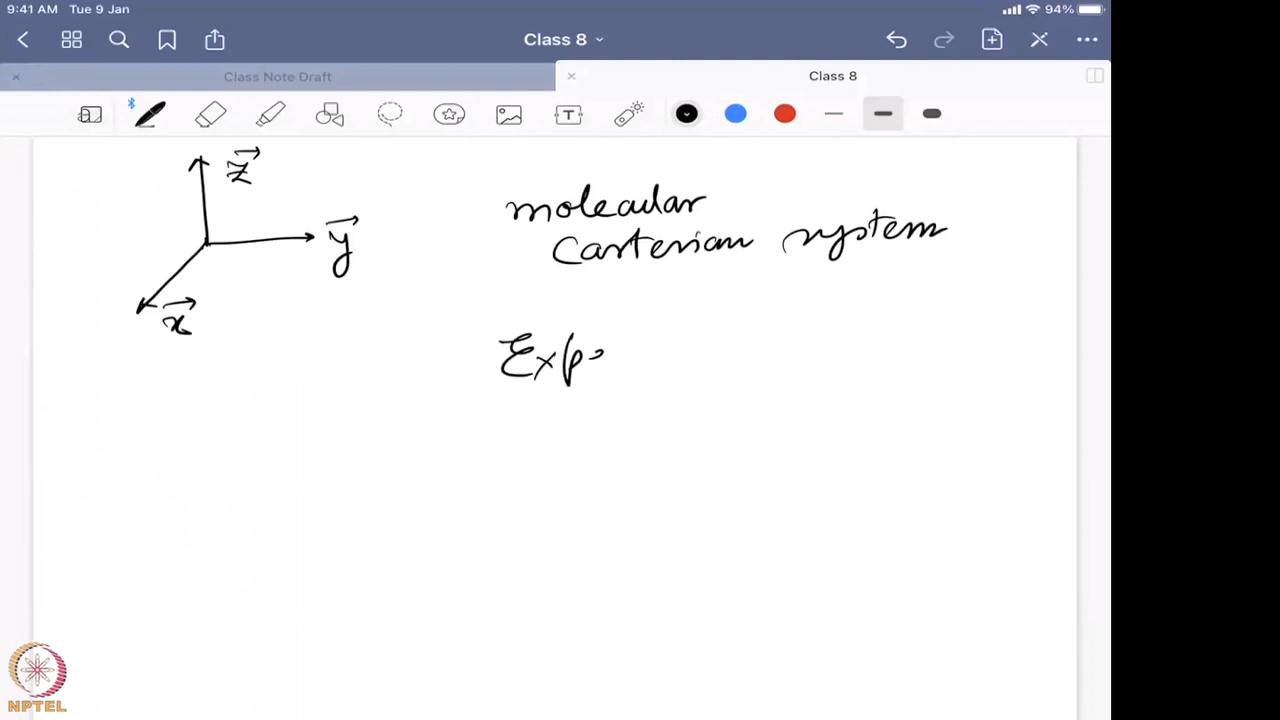 9:41 AM Tue 9 Jan 94%
Class 8
Class Note Draft
Class 8
T
z
y
x
molecular
Cartesian system
Exp
NPTEL